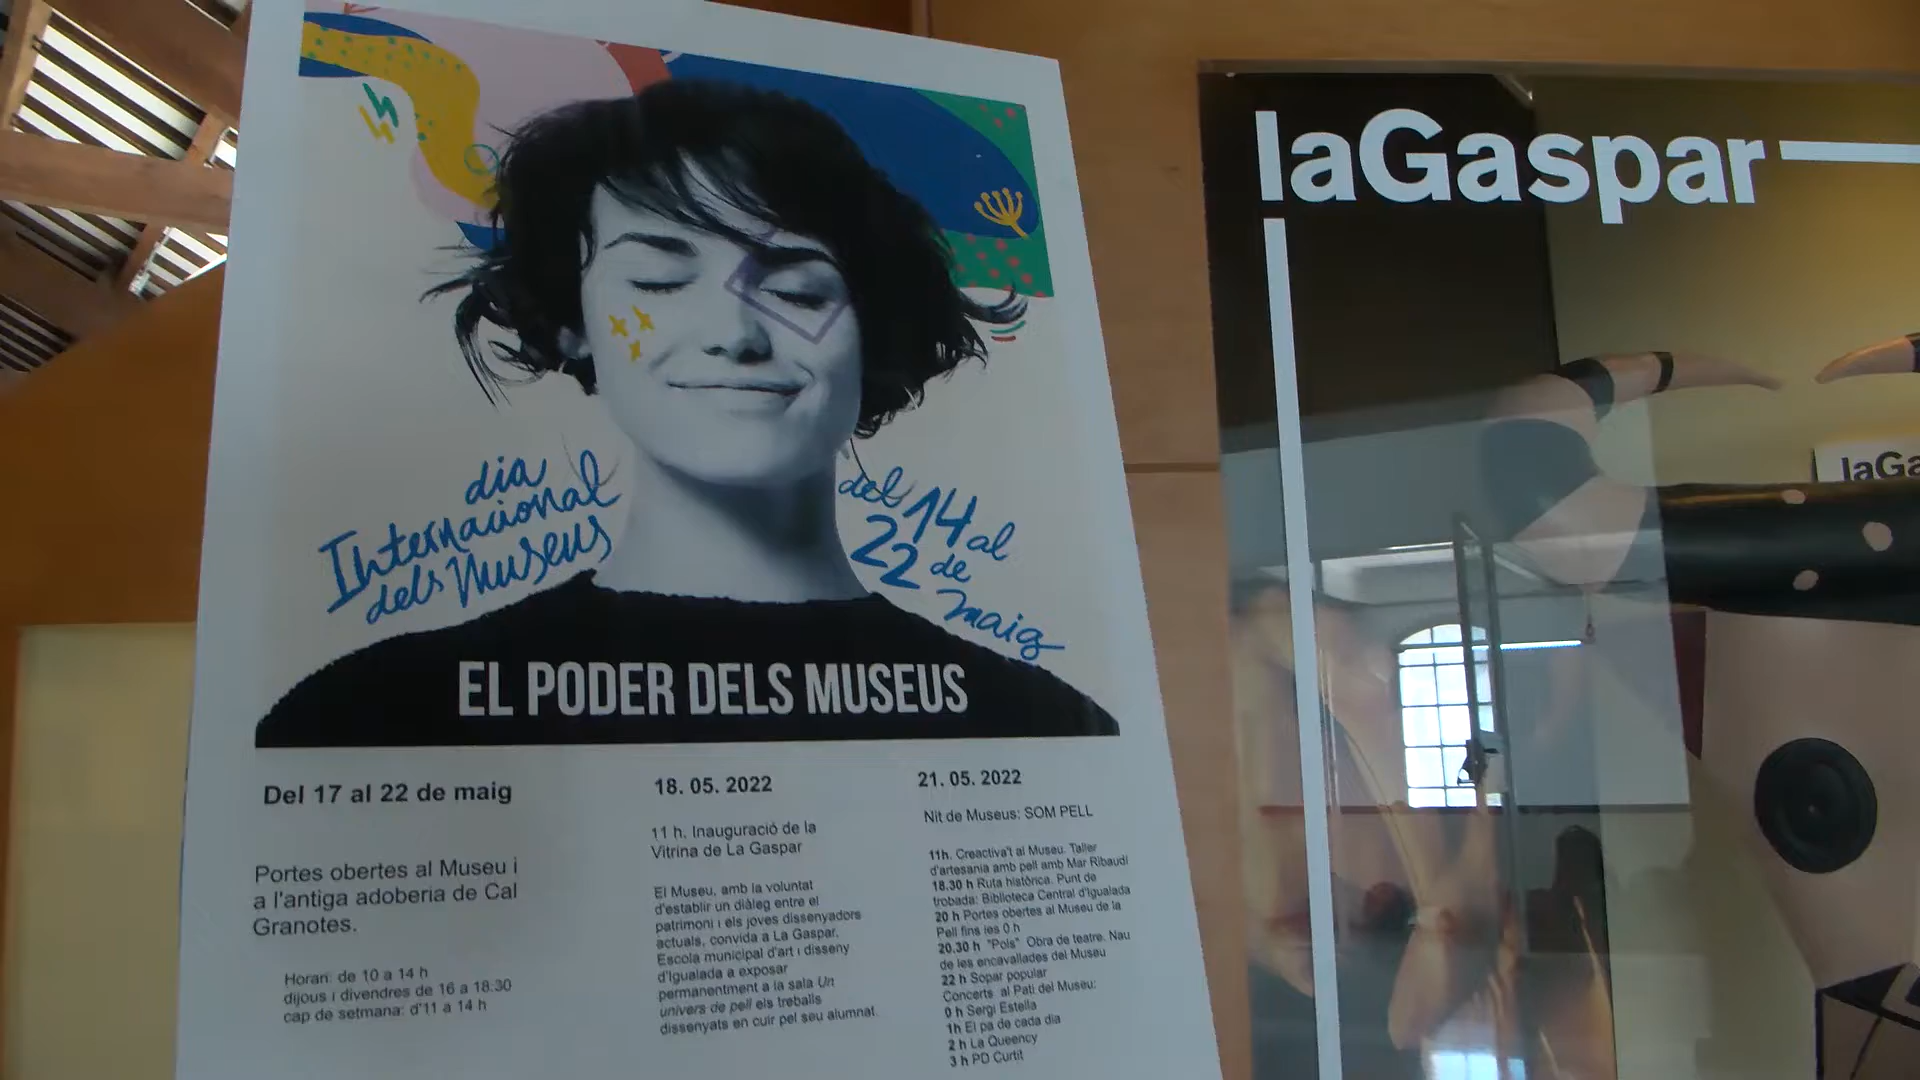 dia
Internacional
dels Museus
del 14 al
22 de
maig
EL PODER DELS MUSEUS
Del 17 al 22 de maig
Portes obertes al Museu i
a l'antiga adoberia de Cal
Granotes.
Horari: de 10 a 14 h
dijous i divendres de 16 a 18:30
cap de setmana: d'11 a 14 h
18. 05. 2022
11 h. Inauguració de la
Vitrina de La Gaspar
El Museu, amb la voluntat
d'establir un diàleg entre el
patrimoni i els joves dissenyadors
actuals, convida a La Gaspar.
Escola municipal d'art i disseny
d'Igualada a exposar
permanentment a la sala Un
univers de pell els treballs
dissenyats en cuir pel seu alumnat.
21. 05. 2022
Nit de Museus: SOM PELL
11h. Creactiva't al Museu. Taller
d'artesania amb pell amb Mar Ribaudí
18.30 h Ruta històrica. Punt de
trobada: Biblioteca Central d'Igualada
20 h Portes obertes al Museu de la
Pell fins les 0 h
20.30 h "Pols" Obra de teatre. Nau
de les encavallades del Museu
22 h Sopar popular
Concerts al Pati del Museu:
0 h Sergi Estella
1h El pa de cada dia
2 h La Queency
3 h PD Curtit
laGaspar
laGa